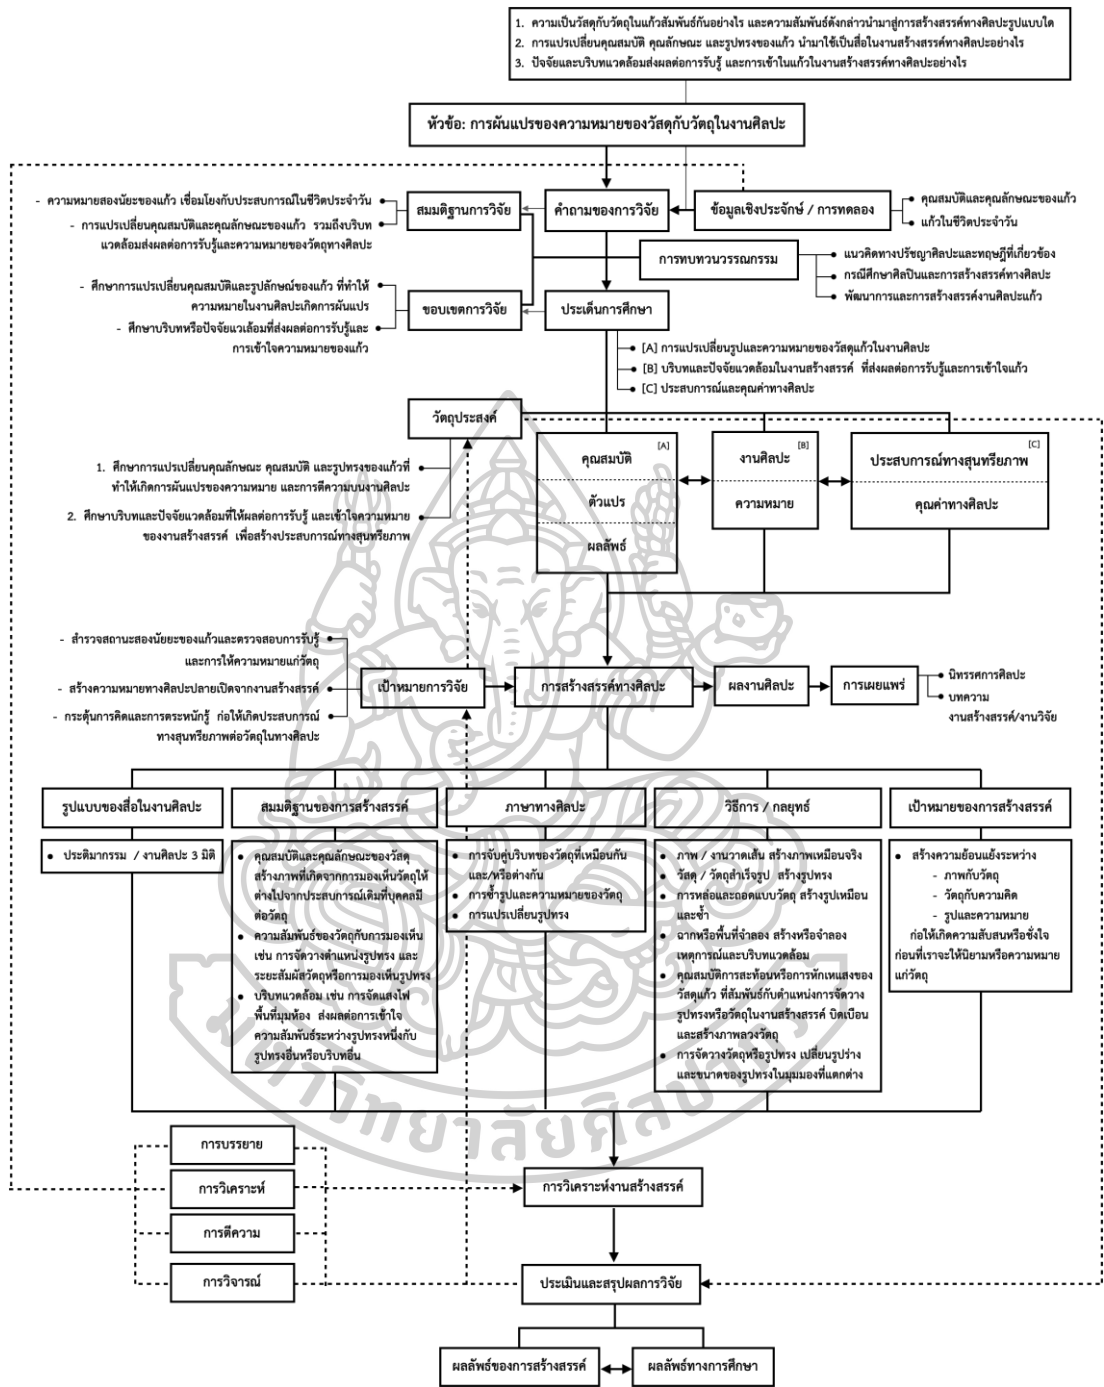 1. ความเป็นวัสดุกับวัตถุในแก้วสัมพันธ์กันอย่างไร และความสัมพันธ์ดังกล่าวนำมาสู่การสร้างสรรค์ทางศิลปะรูปแบบใด
2. การแปรเปลี่ยนคุณสมบัติ คุณลักษณะ และรูปทรงของแก้ว นำมาใช้เป็นสื่อในงานสร้างสรรค์ทางศิลปะอย่างไร
3. ปัจจัยและบริบทแวดล้อมส่งผลต่อการรับรู้ และการเข้าในแก้วในงานสร้างสรรค์ทางศิลปะอย่างไร
หัวข้อ: การผันแปรของความหมายของวัสดุกับวัตถุในงานศิลปะ
สมมติฐานการวิจัย
- ความหมายสองนัยะของแก้ว เชื่อมโยงกับประสบการณ์ในชีวิตประจำวัน
- การแปรเปลี่ยนคุณสมบัติและคุณลักษณะของแก้ว รวมถึงบริบท
แวดล้อมส่งผลต่อการรับรู้และความหมายของวัตถุทางศิลปะ
คำถามของการวิจัย
ข้อมูลเชิงประจักษ์ / การทดลอง
คุณสมบัติและคุณลักษณะของแก้ว
แก้วในชีวิตประจำวัน
การทบทวนวรรณกรรม
แนวคิดทางปรัชญาศิลปะและทฤษฎีที่เกี่ยวข้อง
กรณีศึกษาศิลปินและการสร้างสรรค์ทางศิลปะ
พัฒนาการและการสร้างสรรค์งานศิลปะแก้ว
- ศึกษาการแปรเปลี่ยนคุณสมบัติและรูปลักษณ์ของแก้ว ที่ทำให้
ความหมายในงานศิลปะเกิดการผันแปร
- ศึกษาบริบทหรือปัจจัยแวเล้อมที่ส่งผลต่อการรับรู้และ
การเข้าใจความหมายของแก้ว
ขอบเขตการวิจัย
ประเด็นการศึกษา
[A] การแปรเปลี่ยนรูปและความหมายของวัสดุแก้วในงานศิลปะ
[B] บริบทและปัจจัยแวดล้อมในงานสร้างสรรค์ ที่ส่งผลต่อการรับรู้และการเข้าใจแก้ว
[C] ประสบการณ์และคุณค่าทางศิลปะ
วัตถุประสงค์
1. ศึกษาการแปรเปลี่ยนคุณลักษณะ คุณสมบัติ และรูปทรงของแก้วที่
ทำให้เกิดการผันแปรของความหมาย และการตีความบนงานศิลปะ
2. ศึกษาบริบทและปัจจัยแวดล้อมที่ให้ผลต่อการรับรู้ และเข้าใจความหมาย
ของงานสร้างสรรค์ เพื่อสร้างประสบการณ์ทางสุนทรียภาพ
[A]
คุณสมบัติ
ตัวแปร
ผลลัพธ์
[B]
งานศิลปะ
ความหมาย
[C]
ประสบการณ์ทางสุนทรียภาพ
คุณค่าทางศิลปะ
- สำรวจสถานะสองนัยยะของแก้วและตรวจสอบการรับรู้
และการให้ความหมายแก่วัตถุ
- สร้างความหมายทางศิลปะปลายเปิดจากงานสร้างสรรค์
- กระตุ้นการคิดและการตระหนักรู้ ก่อให้เกิดประสบการณ์
ทางสุนทรียภาพต่อวัตถุในทางศิลปะ
เป้าหมายการวิจัย
การสร้างสรรค์ทางศิลปะ
ผลงานศิลปะ
การเผยแพร่
นิทรรศการศิลปะ
บทความ
งานสร้างสรรค์/งานวิจัย
รูปแบบของสื่อในงานศิลปะ
• ประติมากรรม / งานศิลปะ 3 มิติ
สมมติฐานของการสร้างสรรค์
• คุณสมบัติและคุณลักษณะของวัสดุ
สร้างภาพที่เกิดจากการมองเห็นวัตถุให้
ต่างไปจากประสบการณ์เดิมที่บุคคลมี
ต่อวัตถุ
• ความสัมพันธ์ของวัตถุกับการมองเห็น
เช่น การจัดวางตำแหน่งรูปทรง และ
ระยะสัมผัสวัตถุหรือการมองเห็นรูปทรง
• บริบทแวดล้อม เช่น การจัดแสงไฟ
พื้นที่มุมห้อง ส่งผลต่อการเข้าใจ
ความสัมพันธ์ระหว่างรูปทรงหนึ่งกับ
รูปทรงอื่นหรือบริบทอื่น
ภาษาทางศิลปะ
• การจับคู่บริบทของวัตถุที่เหมือนกัน
และ/หรือต่างกัน
• การซ้ำรูปและความหมายของวัตถุ
• การแปรเปลี่ยนรูปทรง
วิธีการ / กลยุทธ์
• ภาพ / งานวาดเส้น สร้างภาพเหมือนจริง
• วัสดุ / วัตถุสำเร็จรูป สร้างรูปทรง
• การหล่อและถอดแบบวัตถุ สร้างรูปเหมือน
และซ้ำ
• ฉากหรือพื้นที่จำลอง สร้างหรือจำลอง
เหตุการณ์และบริบทแวดล้อม
• คุณสมบัติการสะท้อนหรือการหักเหแสงของ
วัสดุแก้ว ที่สัมพันธ์กับตำแหน่งการจัดวาง
รูปทรงหรือวัตถุในงานสร้างสรรค์ บิดเบือน
และสร้างภาพลวงวัตถุ
• การจัดวางวัตถุหรือรูปทรง เปลี่ยนรูปร่าง
และขนาดของรูปทรงในมุมมองที่แตกต่าง
เป้าหมายของการสร้างสรรค์
• สร้างความย้อนแย้งระหว่าง
- ภาพกับวัตถุ
- วัตถุกับความคิด
- รูปและความหมาย
ก่อให้เกิดความสับสนหรือชั่งใจ
ก่อนที่เราจะให้นิยามหรือความหมาย
แก่วัตถุ
มหาวิทยาลัยศิลปากร
การบรรยาย
การวิเคราะห์
การตีความ
การวิจารณ์
การวิเคราะห์งานสร้างสรรค์
ประเมินและสรุปผลการวิจัย
ผลลัพธ์ของการสร้างสรรค์
ผลลัพธ์ทางการศึกษา